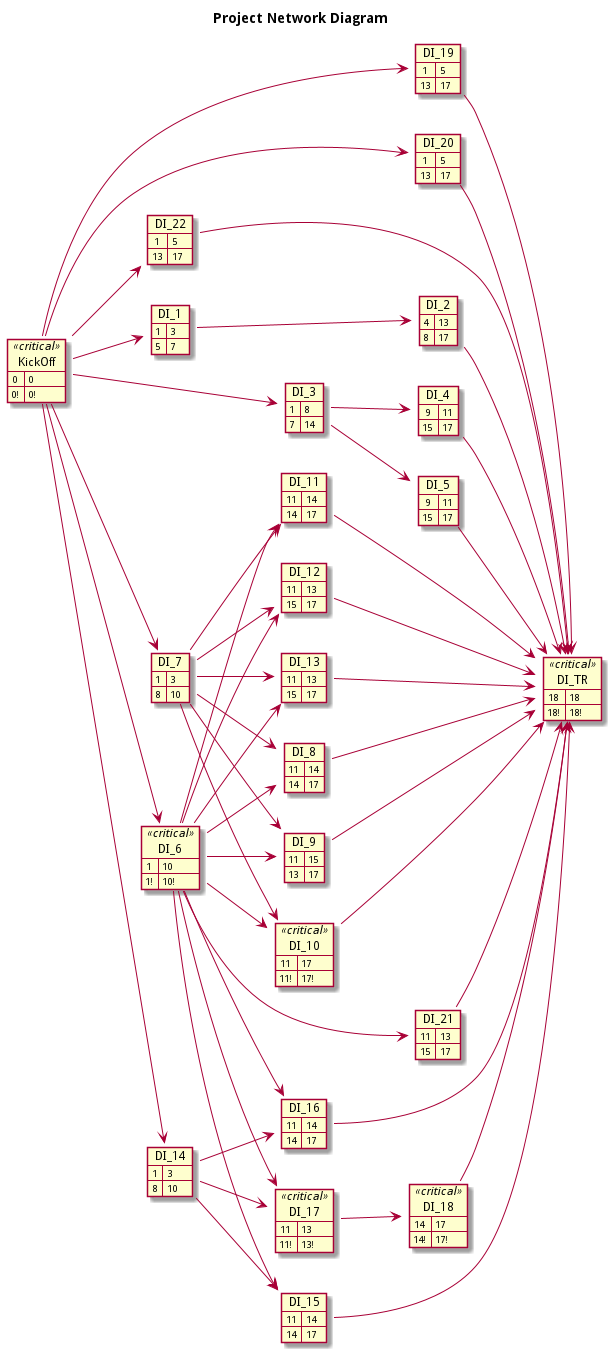 Project Network Diagram
DI_19
1 5
13 17
DI_20
1 5
13 17
DI_22
1 5
13 17
DI_1
1 3
5 7
DI_2
4 13
8 17
«critical»
KickOff
0 0
0! 0!
DI_3
1 8
7 14
DI_4
9 11
15 17
DI_11
11 14
14 17
DI_5
9 11
15 17
DI_12
11 13
15 17
DI_7
1 3
8 10
DI_13
11 13
15 17
«critical»
DI_TR
18 18
18! 18!
DI_8
11 14
14 17
«critical»
DI_6
1 10
1! 10!
DI_9
11 15
13 17
«critical»
DI_10
11 17
11! 17!
DI_21
11 13
15 17
DI_16
11 14
14 17
DI_14
1 3
8 10
«critical»
DI_17
11 13
11! 13!
«critical»
DI_18
14 17
14! 17!
DI_15
11 14
14 17